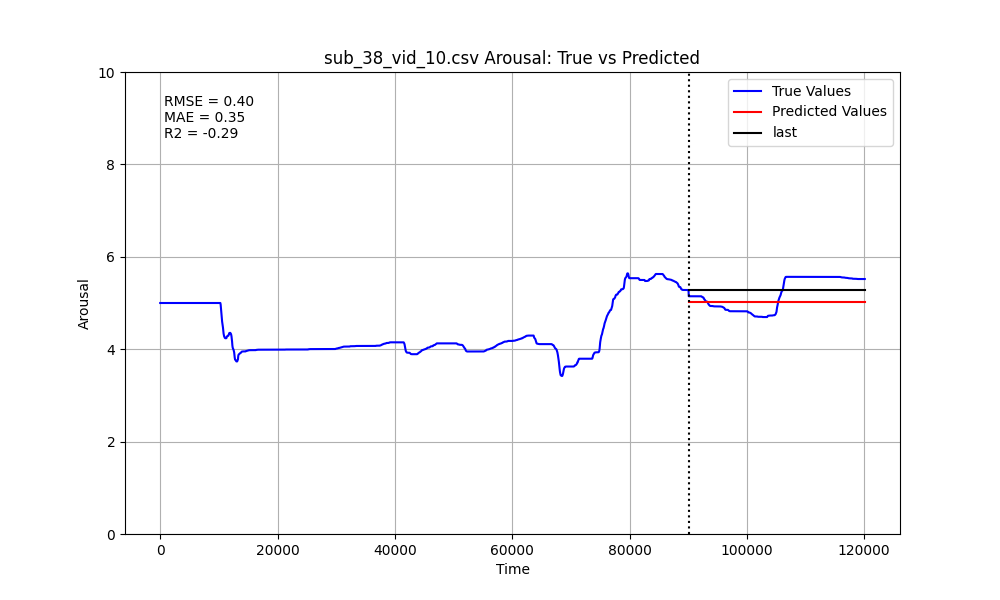 sub_38_vid_10.csv Arousal: True vs Predicted
RMSE = 0.40
MAE = 0.35
R2 = -0.29
True Values
Predicted Values
last
Arousal
10
8
6
4
2
0
0 20000 40000 60000 80000 100000 120000
Time